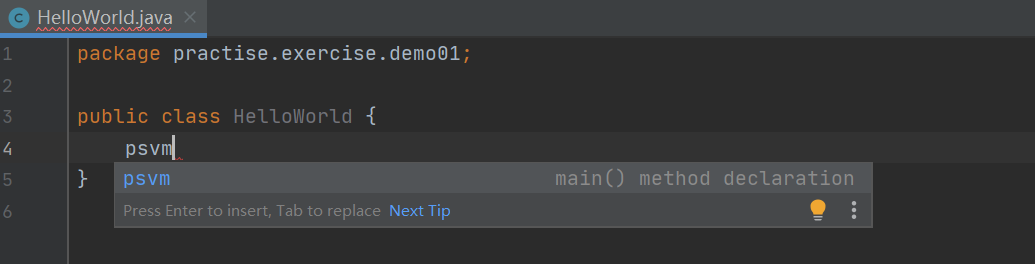 C HelloWorld.java ×
1 package practise.exercise.demo01;
2
3 public class HelloWorld {
4 psvm
psvm main() method declaration
5 }
Press Enter to insert, Tab to replace Next Tip
6